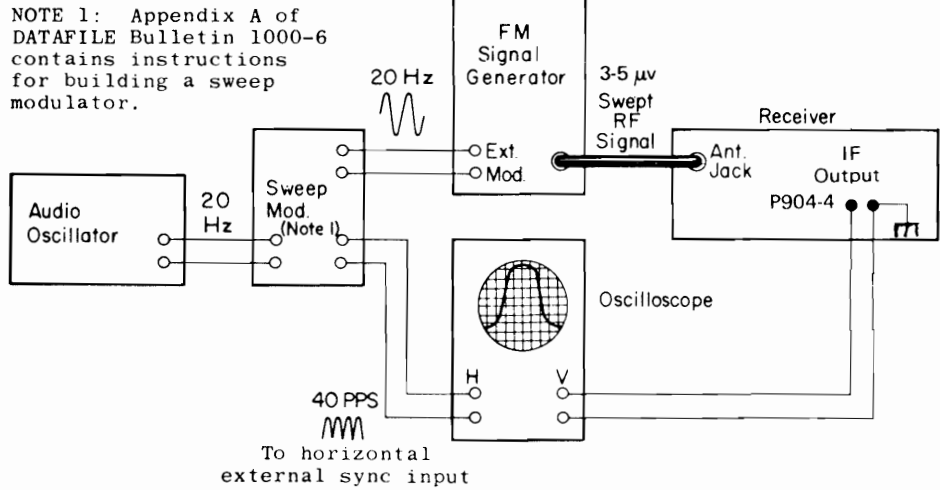 NOTE 1: Appendix A of
DATAFILE Bulletin 1000-6
contains instructions
for building a sweep
modulator.
FM
Signal
Generator
20 Hz
3-5 μv
Swept
RF
Signal
Receiver
Ext.
Mod.
Ant.
Jack
IF
Output
P904-4
Audio
Oscillator
20
Hz
Sweep
Mod.
(Note 1)
Oscilloscope
H
V
40 PPS
To horizontal
external sync input